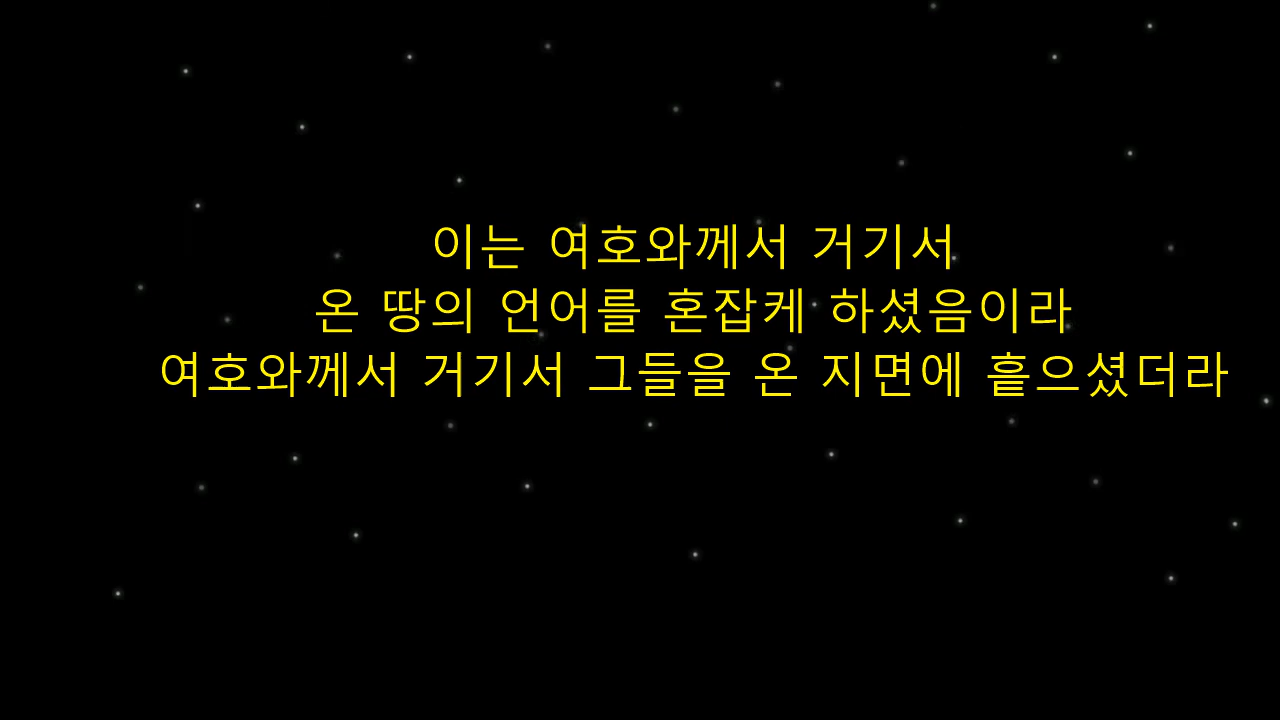 이는 여호와께서 거기서
온 땅의 언어를 혼잡케 하셨음이라
여호와께서 거기서 그들을 온 지면에 흩으셨더라